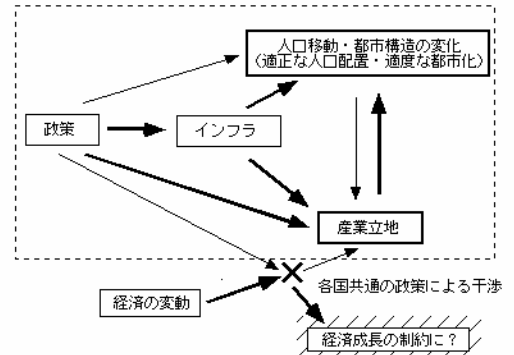 人口移動・都市構造の変化
(適正な人口配置・適度な都市化)
政策
インフラ
産業立地
各国共通の政策による干渉
経済の変動
経済成長の制約に?